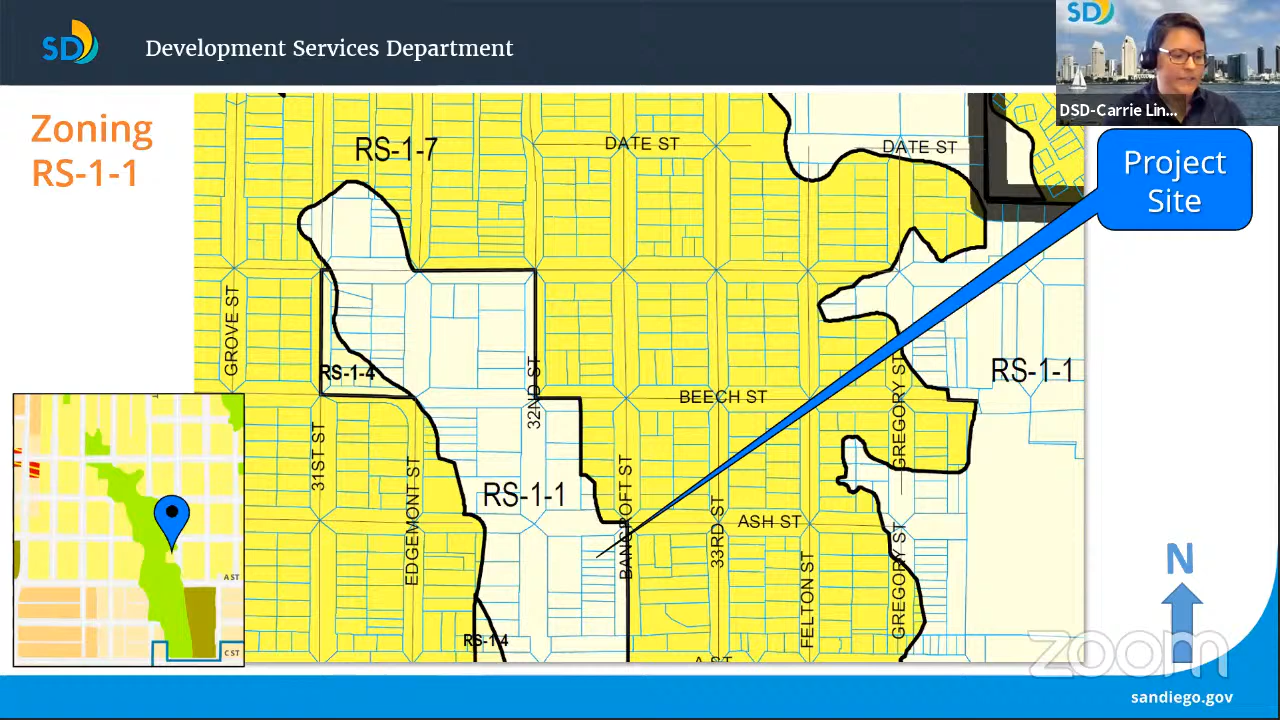 SD
Development Services Department
SD
DSD-Carrie Lin...
Zoning
RS-1-1
Project
Site
RS-1-7
DATE ST
DATE ST
GROVE ST
RS-1-4
32ND ST
BEECH ST
GREGORY ST
RS-1-1
31ST ST
EDGEMONT ST
RS-1-1
BANCROFT ST
33RD ST
ASH ST
FELTON ST
GREGORY ST
RS-1-4
A ST
C ST
N
zoom
sandiego.gov